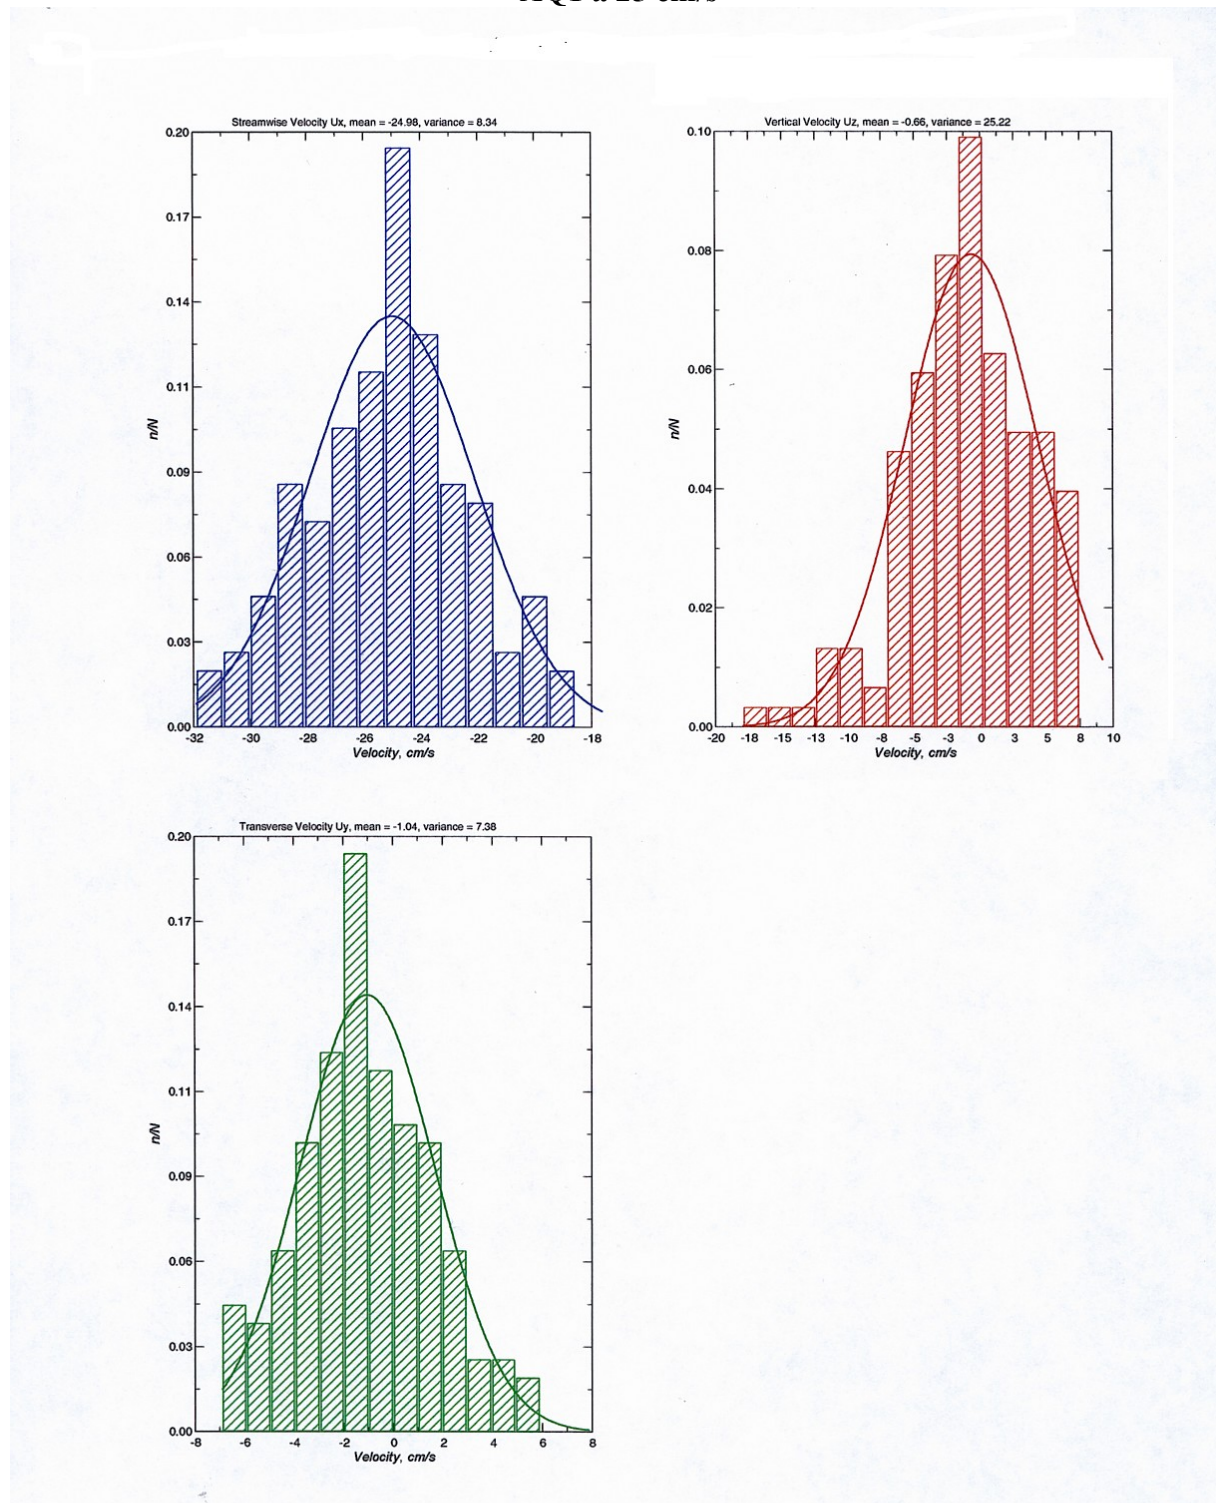 Streamwise Velocity Ux, mean = -24.98, variance = 8.34
0.20
0.17
0.14
0.11
0.09
0.06
0.03
0.00
n/N
-32 -30 -28 -26 -24 -22 -20 -18
Velocity, cm/s
Vertical Velocity Uz, mean = -0.66, variance = 25.22
0.10
0.08
0.06
0.04
0.02
0.00
n/N
-20 -18 -15 -13 -10 -8 -5 -3 0 3 5 8 10
Velocity, cm/s
Transverse Velocity Uy, mean = -1.04, variance = 7.38
0.20
0.17
0.14
0.11
0.09
0.06
0.03
0.00
n/N
-8 -6 -4 -2 0 2 4 6 8
Velocity, cm/s